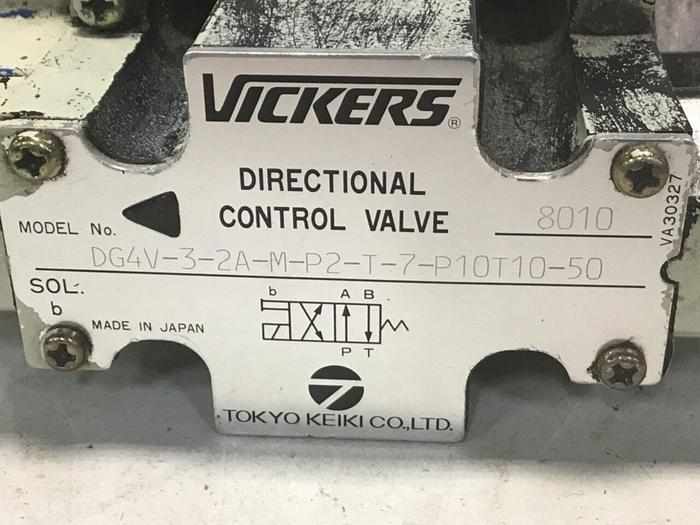 VICKERS®
DIRECTIONAL
CONTROL VALVE
8010
MODEL No.
DG4V-3-2A-M-P2-T-7-P10T10-50
SOL.
b
b
A B
P T
MADE IN JAPAN
TOKYO KEIKI CO.,LTD.
VA30327